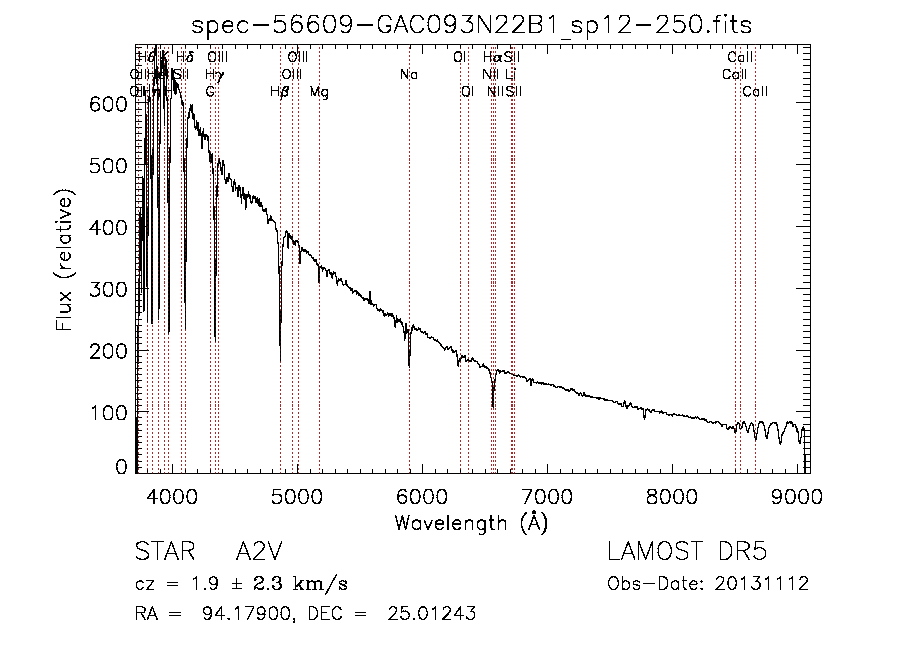 spec-56609-GAC093N22B1_sp12-250.fits
Hδ K Hδ OIII OIII OI Hα SII CaII
SII Hγ OIII Na NII Li CaII
G Hβ Mg OI NII SII CaII
600
500
400
300
200
100
0
Flux (relative)
4000 5000 6000 7000 8000 9000
Wavelength (Å)
STAR A2V LAMOST DR5
cz = 1.9 ± 2.3 km/s Obs-Date: 20131112
RA = 94.17900, DEC = 25.01243